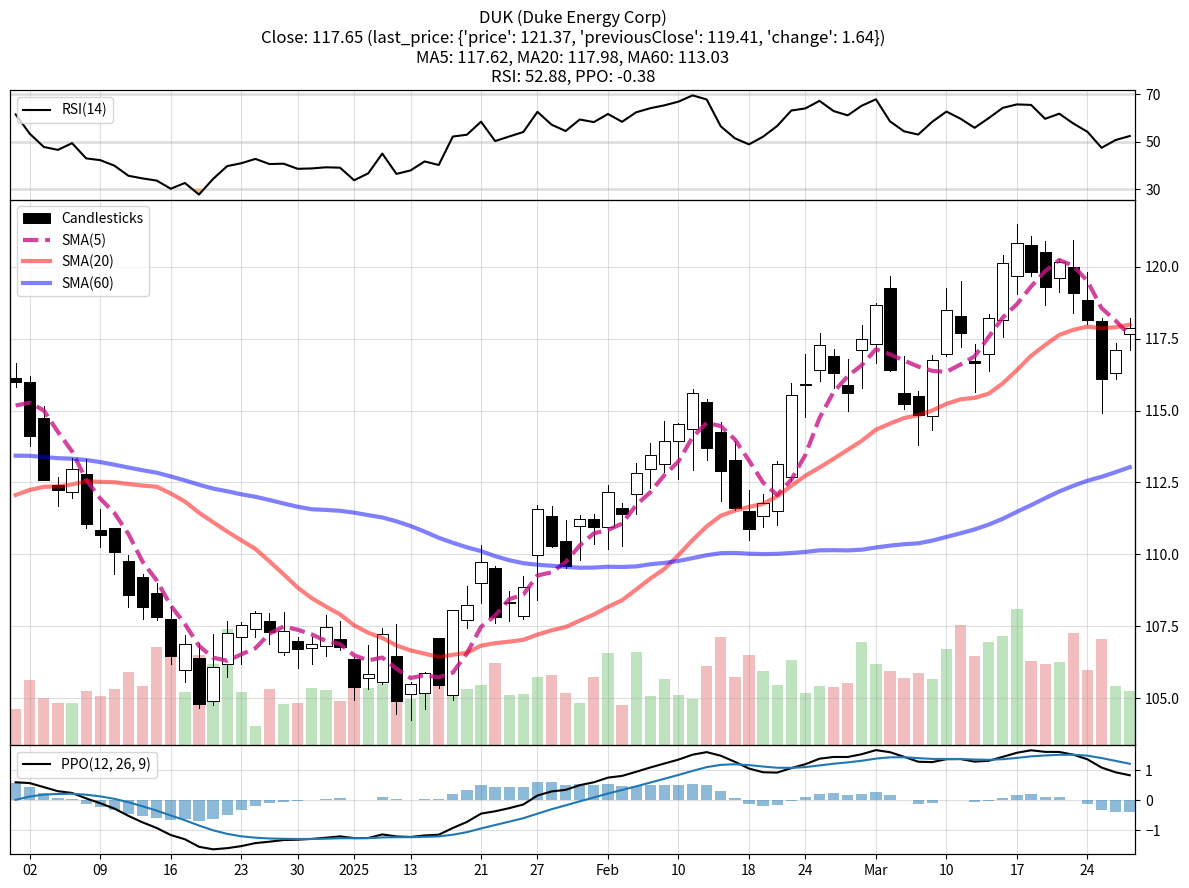 DUK (Duke Energy Corp)
Close: 117.65 (last_price: {'price': 121.37, 'previousClose': 119.41, 'change': 1.64})
MA5: 117.62, MA20: 117.98, MA60: 113.03
RSI: 52.88, PPO: -0.38
RSI(14)
70
50
30
Candlesticks
SMA(5)
SMA(20)
SMA(60)
120.0
117.5
115.0
112.5
110.0
107.5
105.0
PPO(12, 26, 9)
1
0
−1
02 09 16 23 30 2025 13 21 27 Feb 10 18 24 Mar 10 17 24